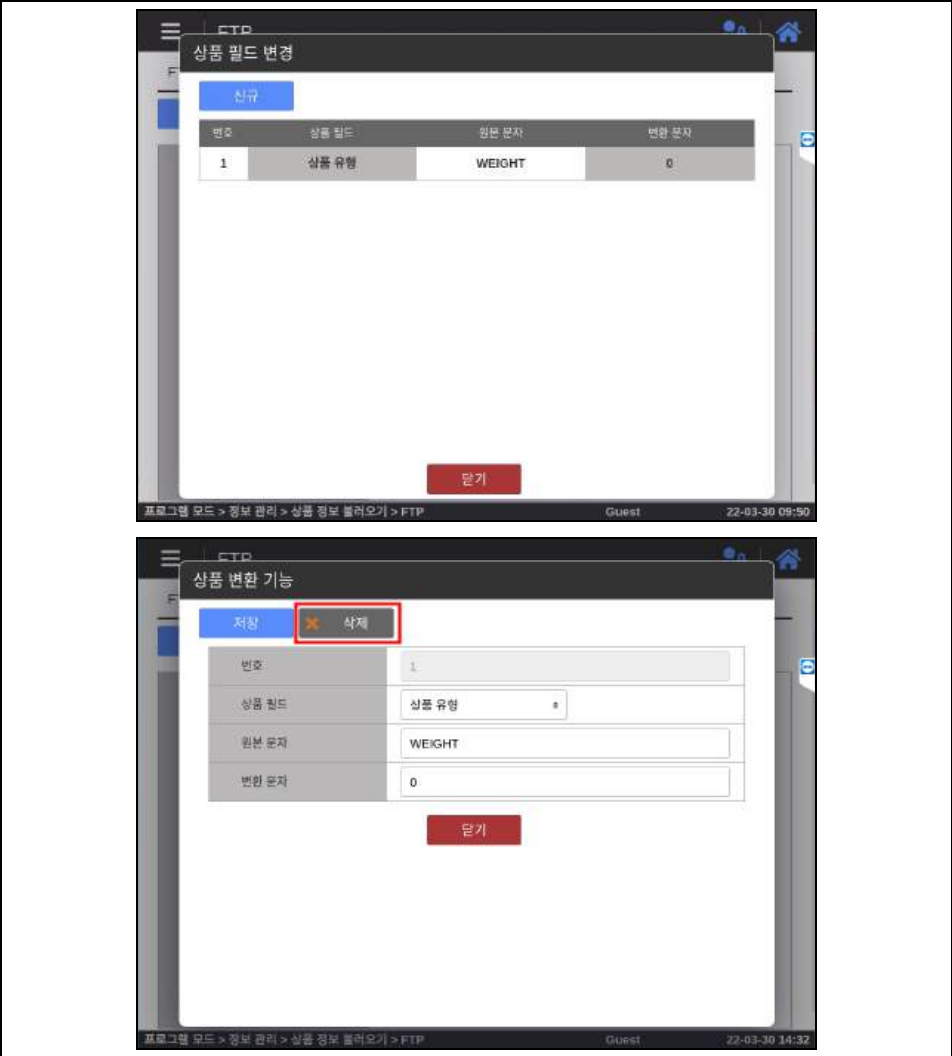 FTP
상품 필드 변경
F
신규
번호 상품 필드 원본 문자 변환 문자
1 상품 유형 WEIGHT 0
닫기
프로그램 모드 > 정보 관리 > 상품 정보 불러오기 > FTP Guest 22-03-30 09:50
FTP
상품 변환 기능
F
저장 삭제
번호 1
상품 필드 상품 유형
원본 문자 WEIGHT
변환 문자 0
닫기
프로그램 모드 > 정보 관리 > 상품 정보 불러오기 > FTP Guest 22-03-30 14:32